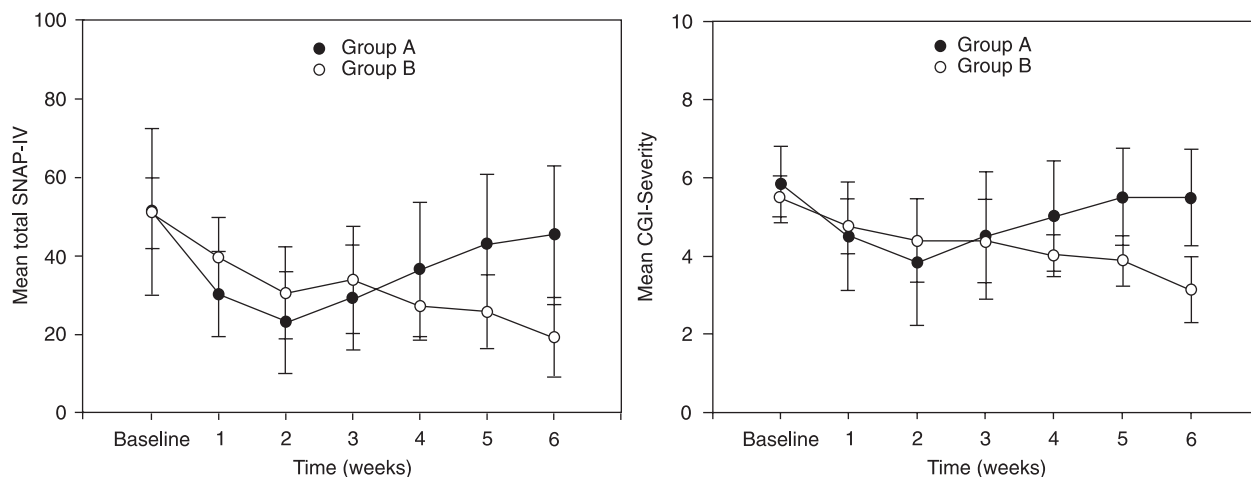 Mean total SNAP-IV
100
80
60
40
20
0
Group A
Group B
Baseline 1 2 3 4 5 6
Time (weeks)
Mean CGI-Severity
10
8
6
4
2
0
Group A
Group B
Baseline 1 2 3 4 5 6
Time (weeks)